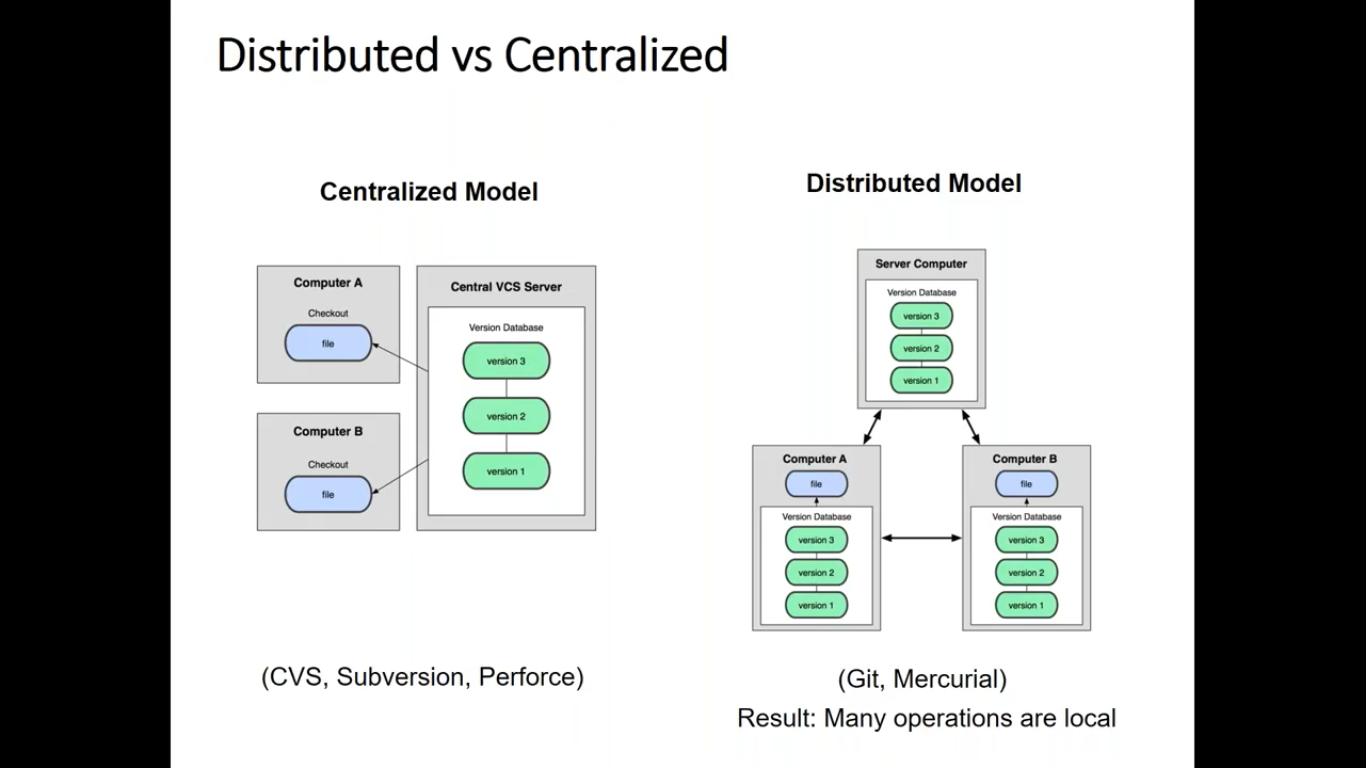 Distributed vs Centralized
Centralized Model
Computer A
Checkout
file
Computer B
Checkout
file
Central VCS Server
Version Database
version 3
version 2
version 1
(CVS, Subversion, Perforce)
Distributed Model
Server Computer
Version Database
version 3
version 2
version 1
Computer A
file
Version Database
version 3
version 2
version 1
Computer B
file
Version Database
version 3
version 2
version 1
(Git, Mercurial)
Result: Many operations are local